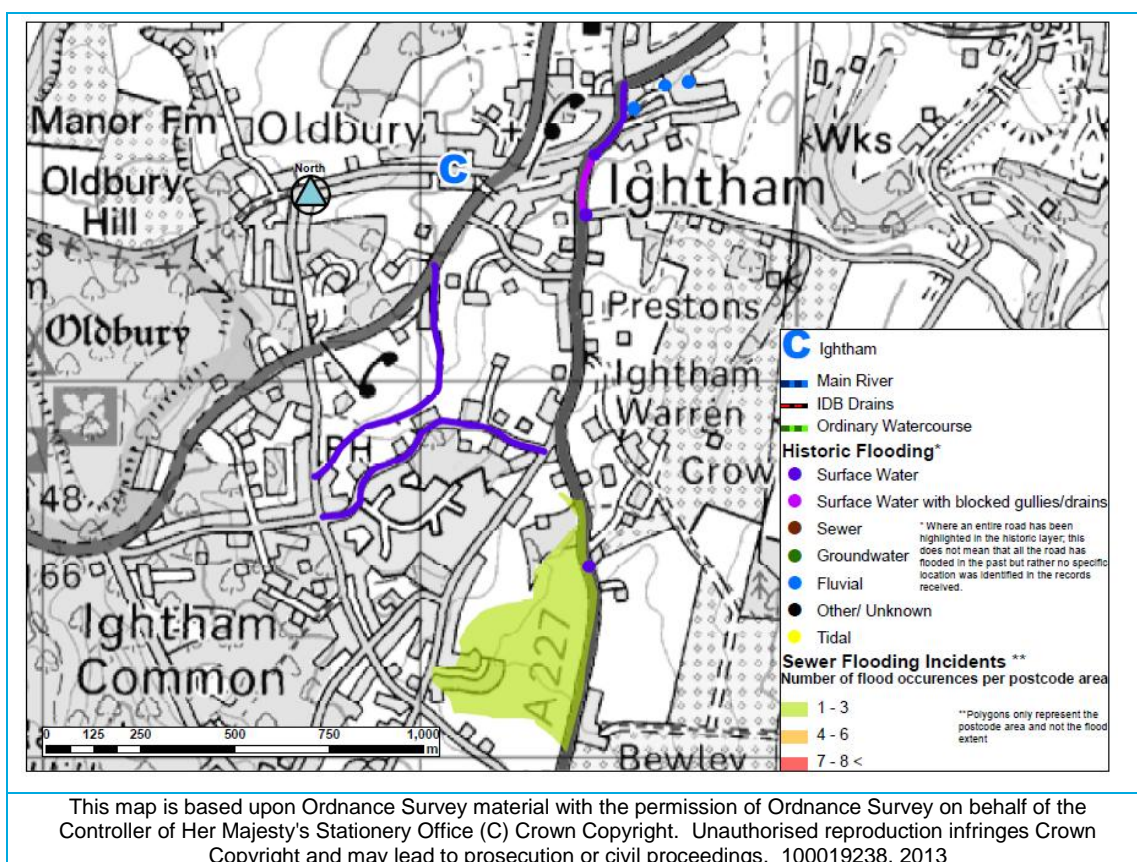 Manor Fm
Oldbury
Wks
North
C
Oldbury
Hill
Ightham
Oldbury
Prestons
Ightham
Warren
PH
Crow
48
66
Ightham
Common
A 227
Bewley
0 125 250 500 750 1,000
m
C Ightham
Main River
IDB Drains
Ordinary Watercourse
Historic Flooding*
Surface Water
Surface Water with blocked gullies/drains
Sewer
Groundwater
Fluvial
Other/ Unknown
Tidal
* Where an entire road has been
highlighted in the historic layer; this
does not mean that all the road has
flooded in the past but rather no specific
location was identified in the records
received.
Sewer Flooding Incidents **
Number of flood occurences per postcode area
1 - 3
4 - 6
7 - 8 <
**Polygons only represent the
postcode area and not the flood
extent
This map is based upon Ordnance Survey material with the permission of Ordnance Survey on behalf of the
Controller of Her Majesty's Stationery Office (C) Crown Copyright. Unauthorised reproduction infringes Crown
Copyright and may lead to prosecution or civil proceedings. 100019238, 2013